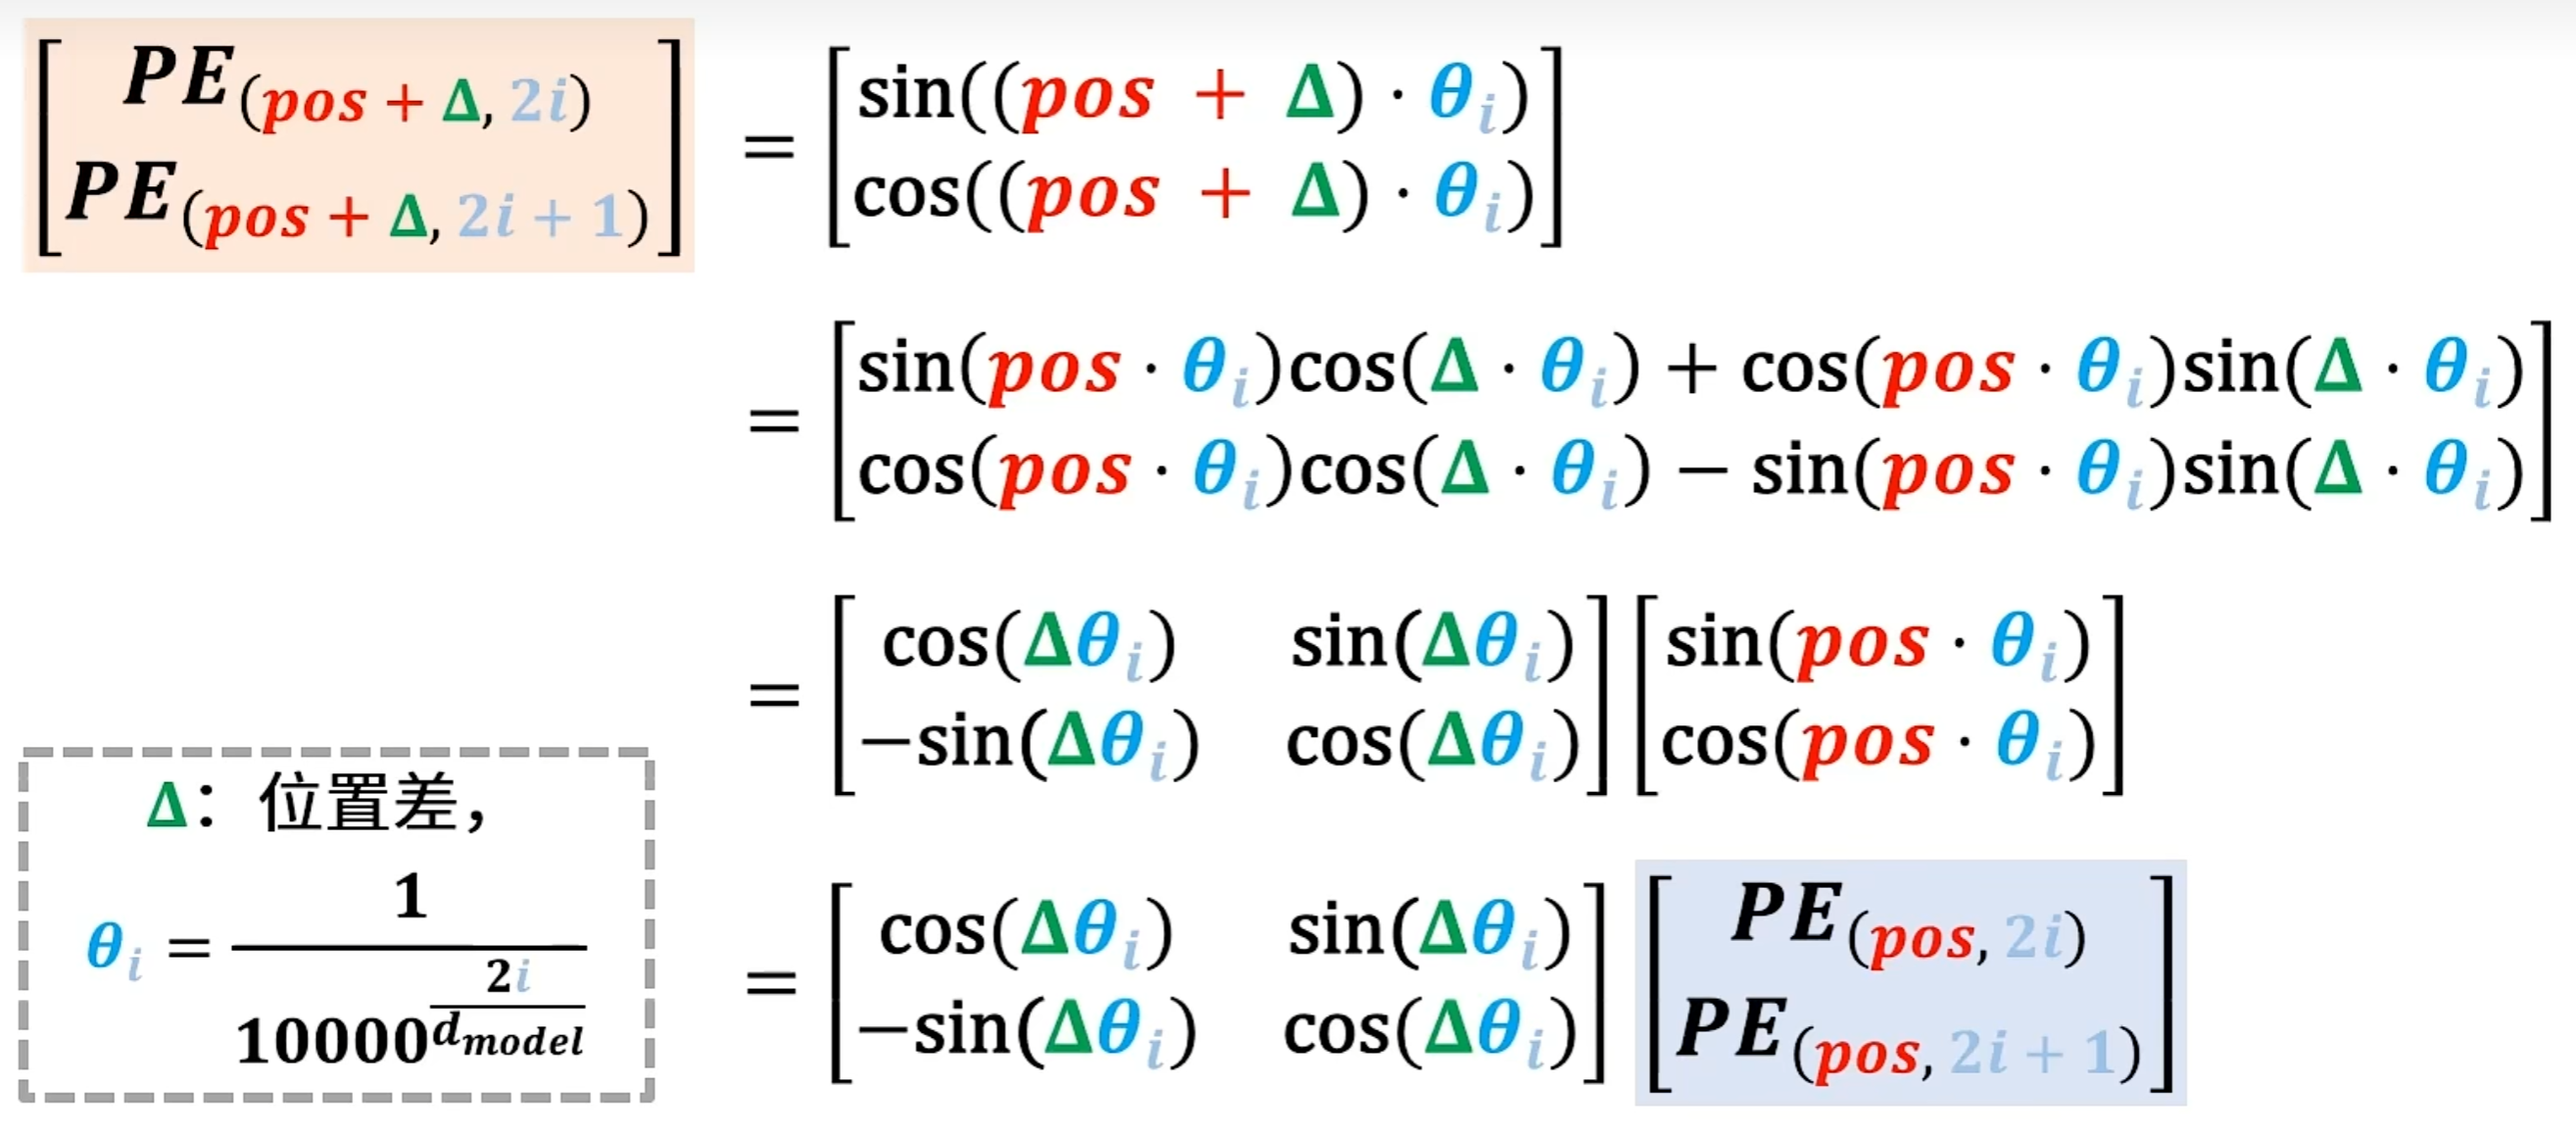 [PE(pos + Δ, 2i)] = [sin((pos + Δ) · θi)]
[PE(pos + Δ, 2i + 1)] [cos((pos + Δ) · θi)]
= [sin(pos · θi)cos(Δ · θi) + cos(pos · θi)sin(Δ · θi)]
[cos(pos · θi)cos(Δ · θi) − sin(pos · θi)sin(Δ · θi)]
= [cos(Δθi) sin(Δθi)] [sin(pos · θi)]
[−sin(Δθi) cos(Δθi)] [cos(pos · θi)]
= [cos(Δθi) sin(Δθi)] [PE(pos, 2i)]
[−sin(Δθi) cos(Δθi)] [PE(pos, 2i + 1)]
Δ：位置差，
θi = 1 / 10000^(2i / dmodel)